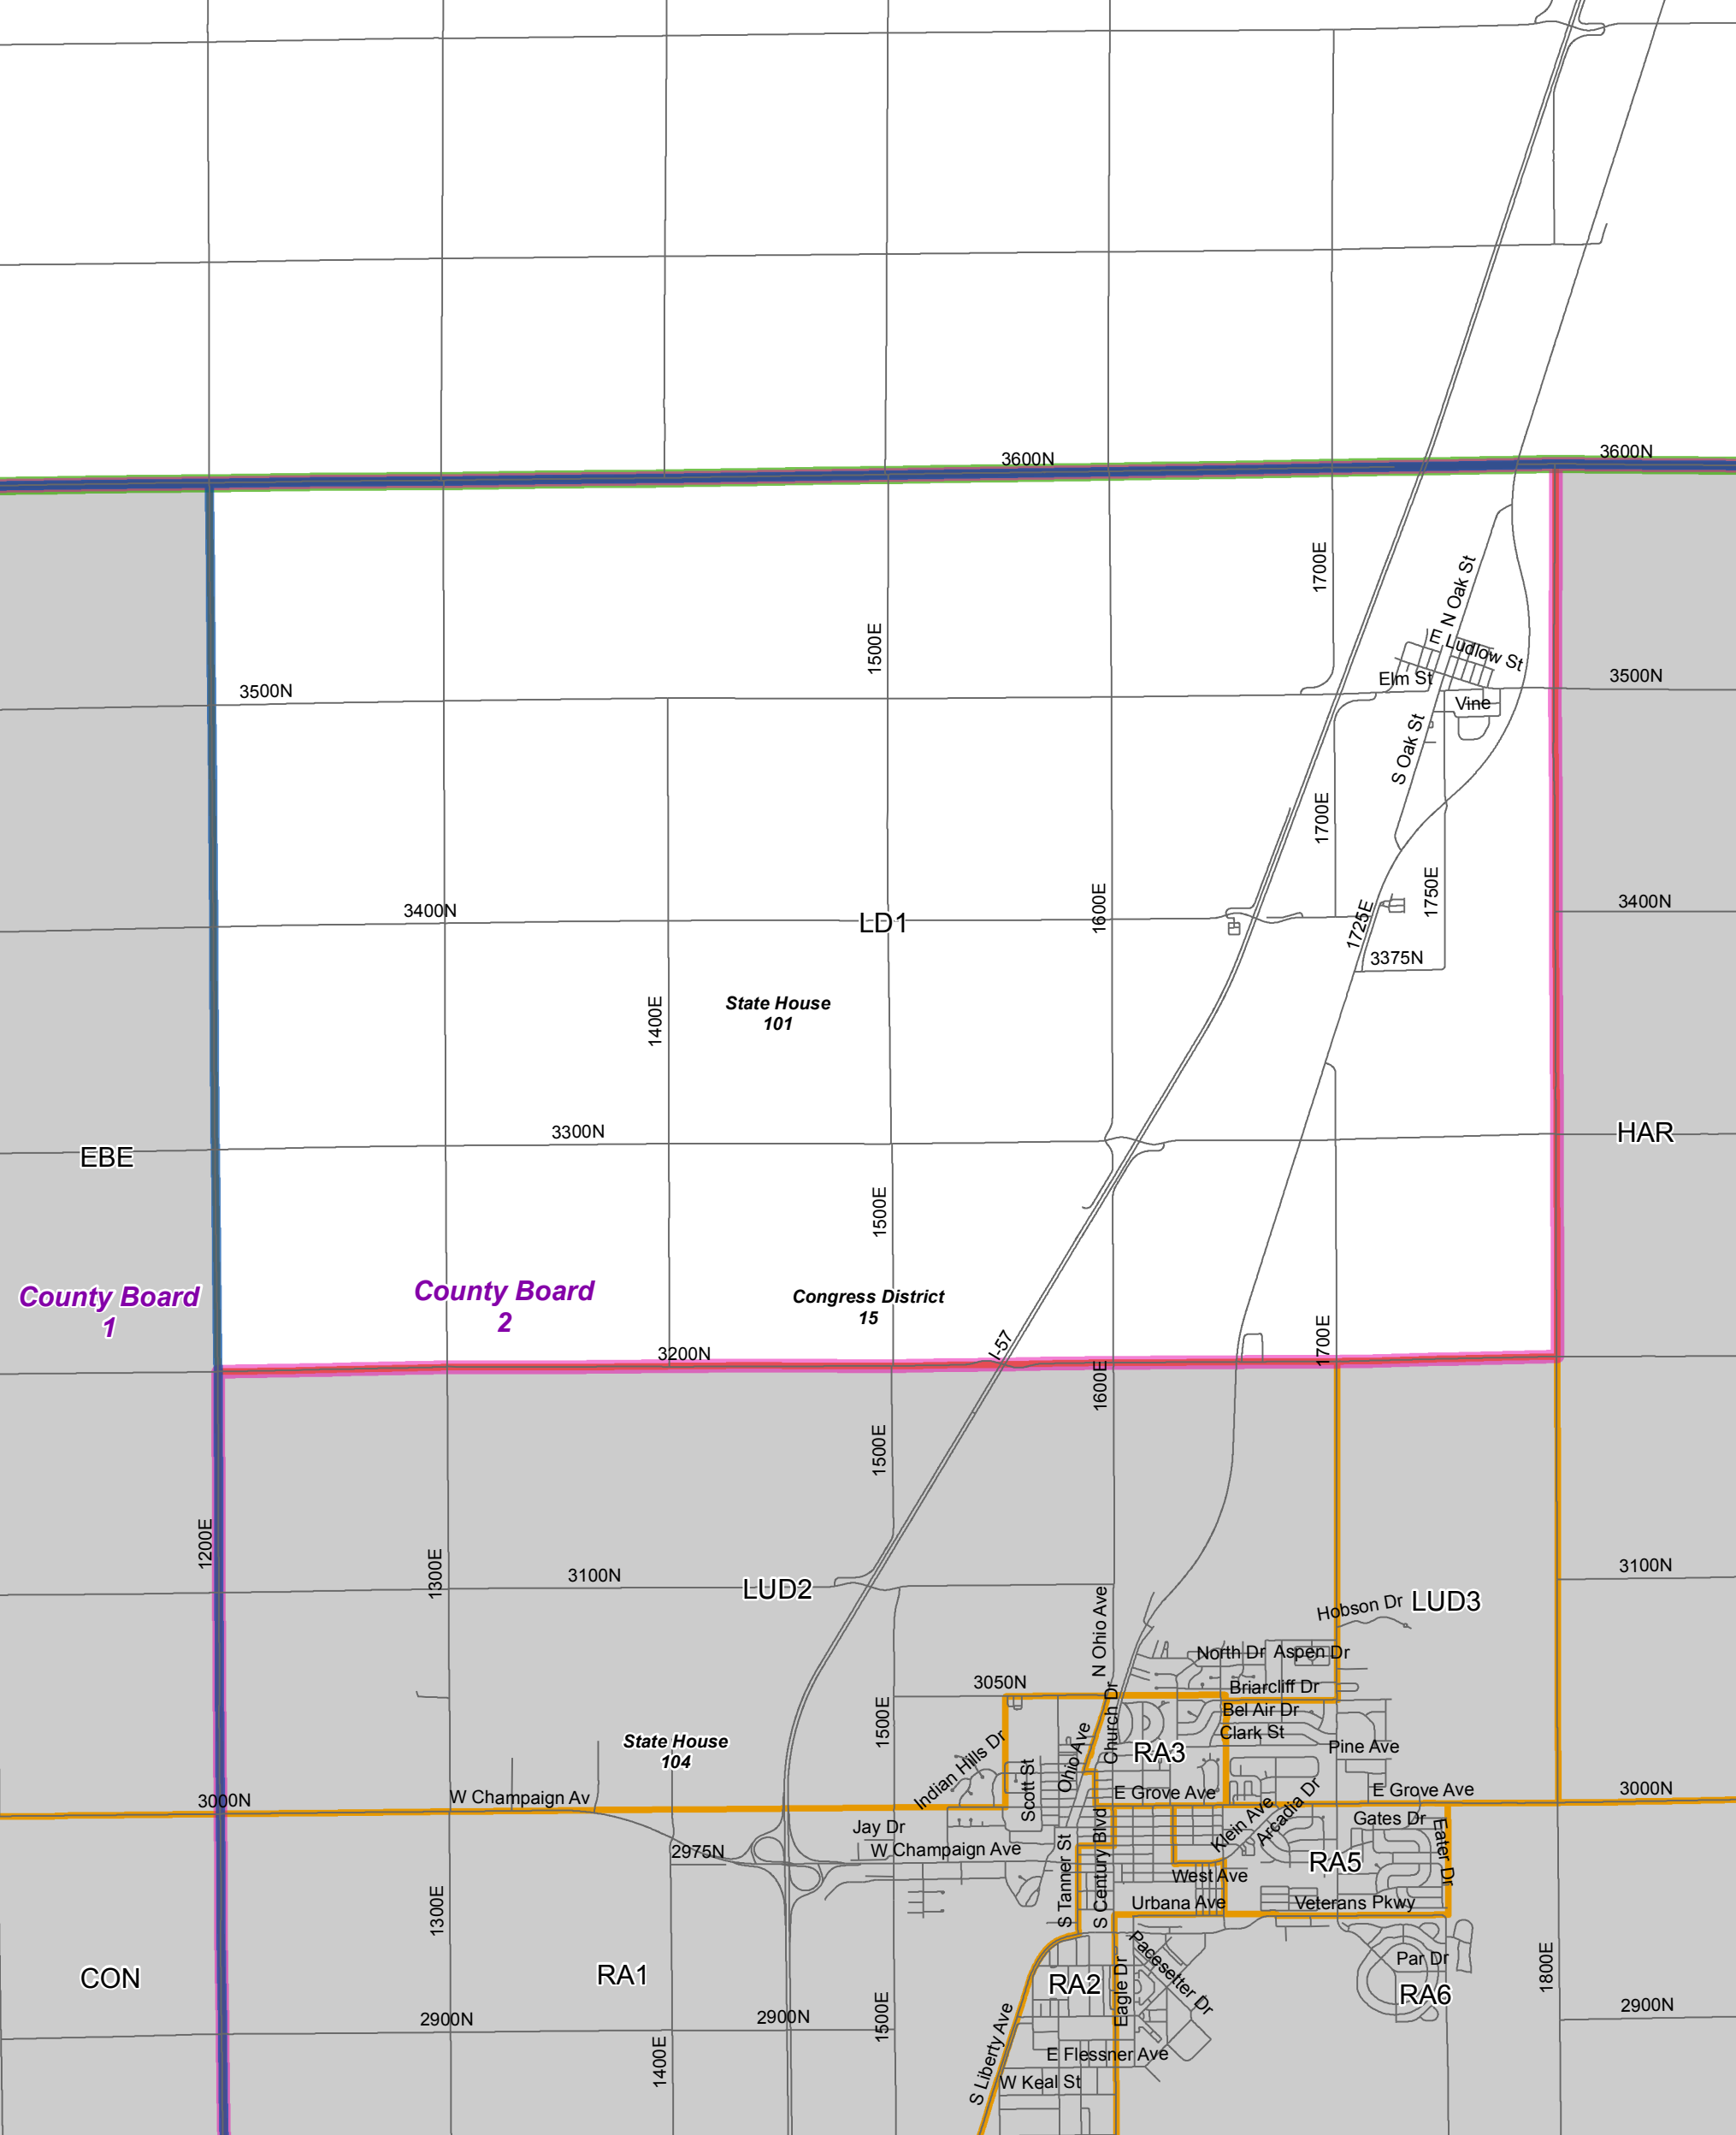 3600N
3600N
1700E
N Oak St
E Ludlow St
1500E
Elm St
3500N
3500N
Vine
S Oak St
1700E
1750E
3400N
3400N
1600E
LD1
1725E
3375N
State House
101
1400E
3300N
HAR
EBE
1500E
County Board
1
County Board
2
Congress District
15
I-57
1700E
3200N
1600E
1500E
1200E
1300E
3100N
3100N
LUD2
N Ohio Ave
Hobson Dr
LUD3
North Dr
Aspen Dr
3050N
Briarcliff Dr
Bel Air Dr
Church Dr
1500E
Clark St
State House
104
RA3
Pine Ave
Ohio Ave
Indian Hills Dr
Scott St
E Grove Ave
E Grove Ave
3000N
3000N
W Champaign Av
Klein Ave
Arcadia Dr
Gates Dr
Jay Dr
W Champaign Ave
2975N
Eater Dr
RA5
West Ave
S Tanner St
S Century Blvd
Urbana Ave
Veterans Pkwy
1300E
Pacesetter Dr
Par Dr
1800E
CON
RA1
RA2
Eagle Dr
RA6
2900N
2900N
2900N
1500E
S Liberty Ave
1400E
E Flessner Ave
W Keal St